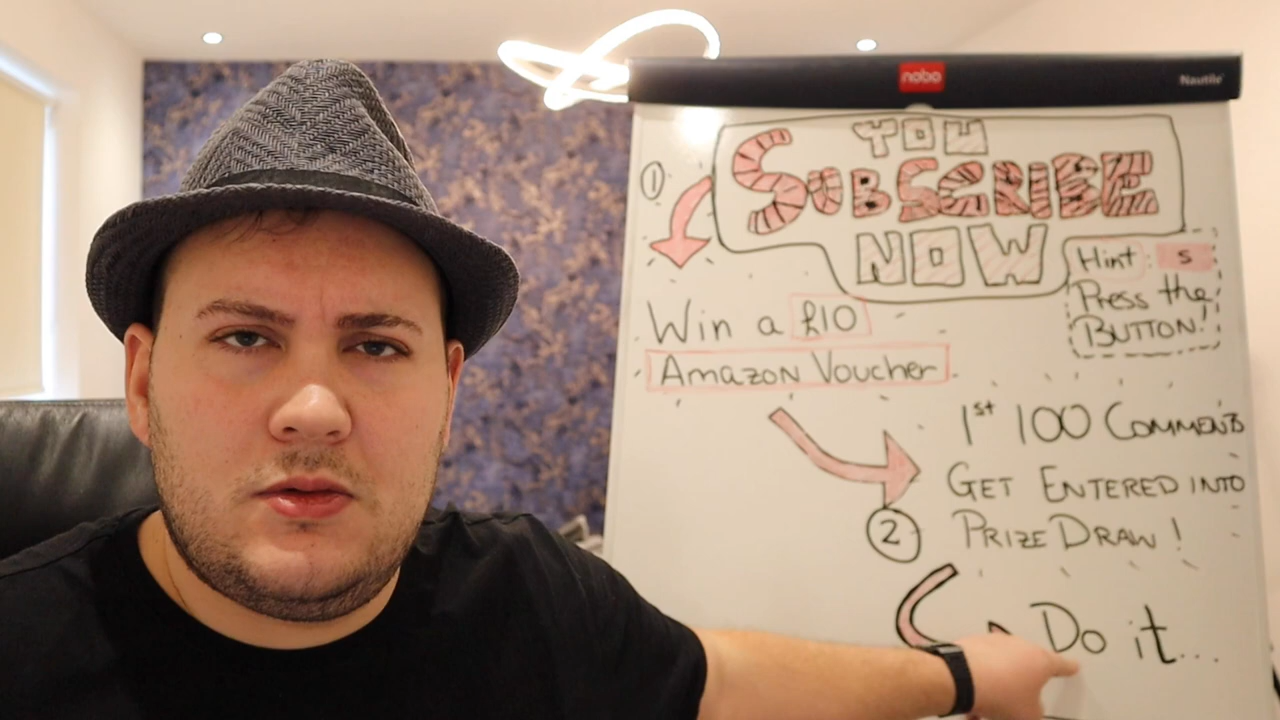 nobo
Nautile
YOU
SUBSCRIBE
NOW
1
Hint: S
Press the
BUTTON!
Win a £10
Amazon Voucher
1st 100 Comments
GET ENTERED INTO
PRIZE DRAW!
2
Do it...